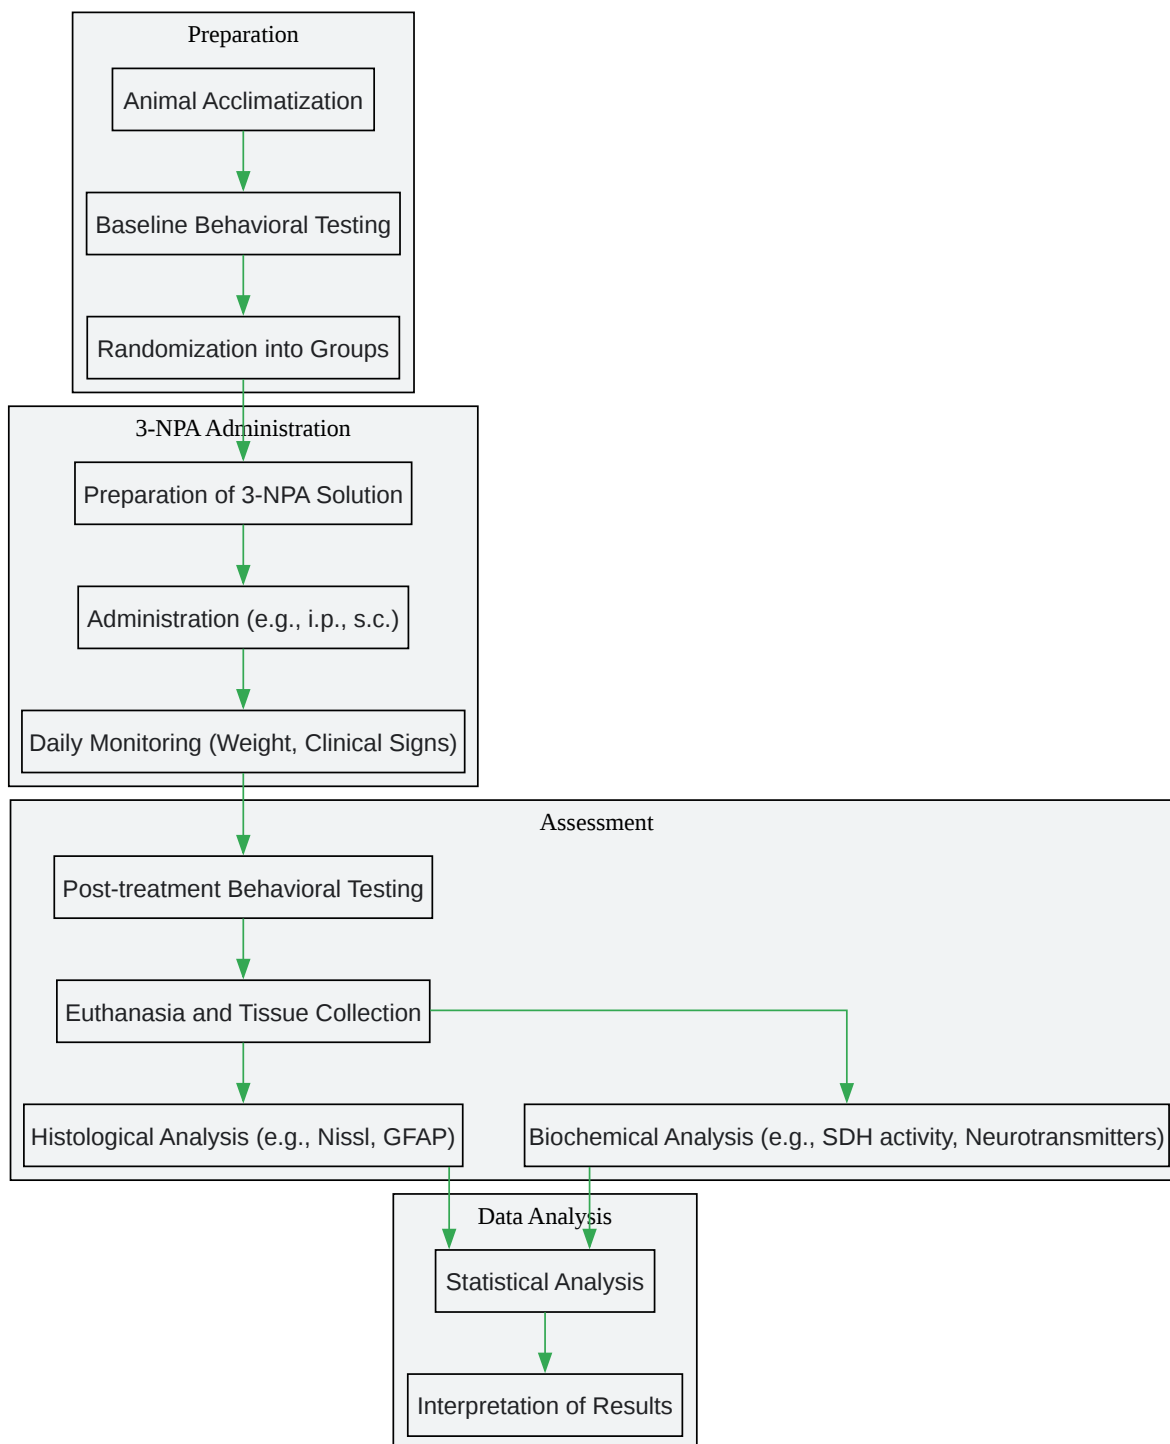 Preparation
Animal Acclimatization
Baseline Behavioral Testing
Randomization into Groups
3-NPA Administration
Preparation of 3-NPA Solution
Administration (e.g., i.p., s.c.)
Daily Monitoring (Weight, Clinical Signs)
Assessment
Post-treatment Behavioral Testing
Euthanasia and Tissue Collection
Histological Analysis (e.g., Nissl, GFAP)
Biochemical Analysis (e.g., SDH activity, Neurotransmitters)
Data Analysis
Statistical Analysis
Interpretation of Results